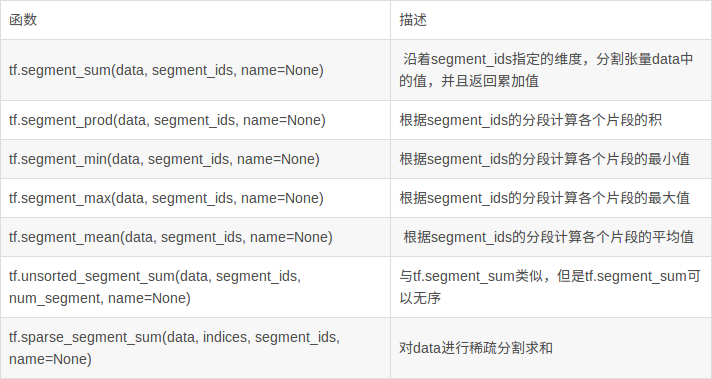 函数
描述
tf.segment_sum(data, segment_ids, name=None)
沿着segment_ids指定的维度，分割张量data中
的值，并且返回累加值
tf.segment_prod(data, segment_ids, name=None)
根据segment_ids的分段计算各个片段的积
tf.segment_min(data, segment_ids, name=None)
根据segment_ids的分段计算各个片段的最小值
tf.segment_max(data, segment_ids, name=None)
根据segment_ids的分段计算各个片段的最大值
tf.segment_mean(data, segment_ids, name=None)
根据segment_ids的分段计算各个片段的平均值
tf.unsorted_segment_sum(data, segment_ids,
num_segment, name=None)
与tf.segment_sum类似，但是tf.segment_sum可
以无序
tf.sparse_segment_sum(data, indices, segment_ids,
name=None)
对data进行稀疏分割求和